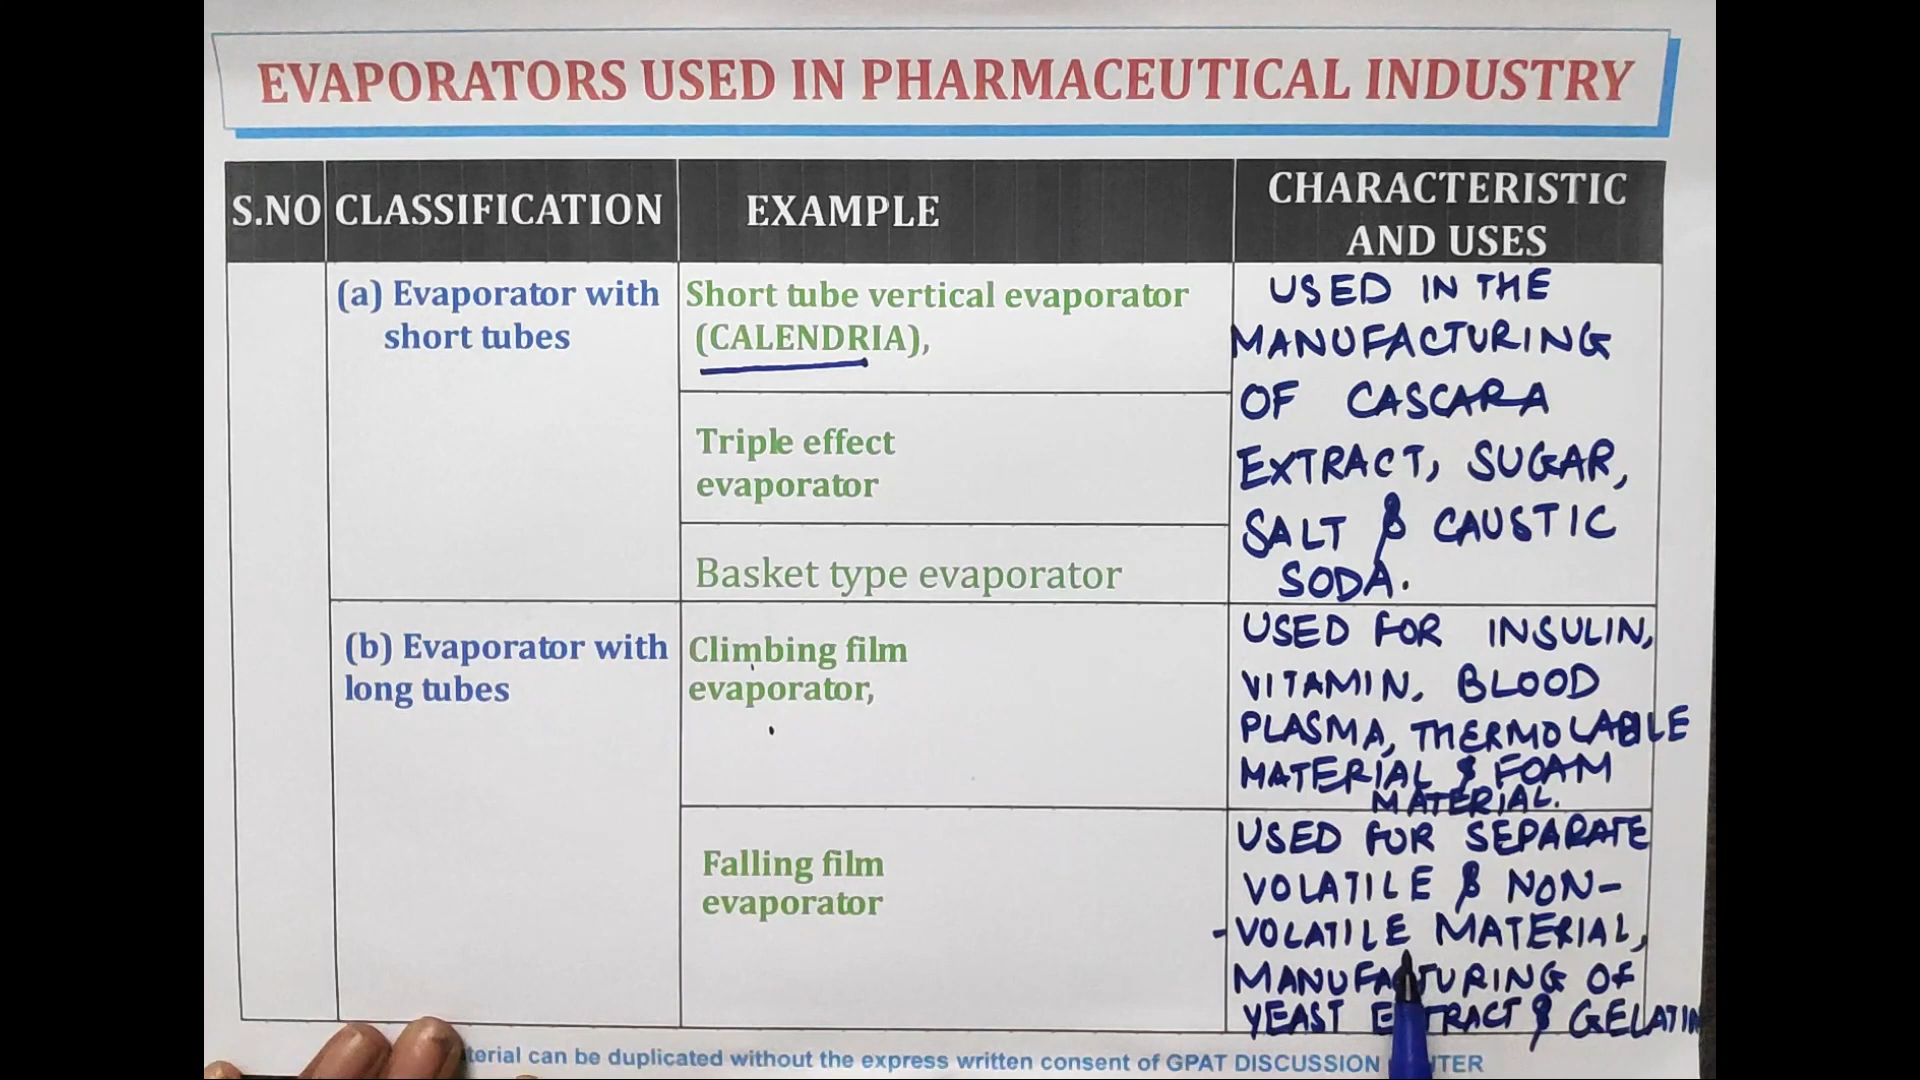 EVAPORATORS USED IN PHARMACEUTICAL INDUSTRY
S.NO CLASSIFICATION EXAMPLE CHARACTERISTIC AND USES
(a) Evaporator with
short tubes
Short tube vertical evaporator
(CALENDRIA),
Triple effect
evaporator
Basket type evaporator
USED IN THE
MANUFACTURING
OF CASCARA
EXTRACT, SUGAR,
SALT & CAUSTIC
SODA.
(b) Evaporator with
long tubes
Climbing film
evaporator,
USED FOR INSULIN,
VITAMIN, BLOOD
PLASMA, THERMOLABILE
MATERIAL & FOAM
MATERIAL.
Falling film
evaporator
USED FOR SEPARATE
VOLATILE & NON-
-VOLATILE MATERIAL,
MANUFACTURING OF
YEAST EXTRACT & GELATIN
can be duplicated without the express written consent of GPAT DISCUSSION